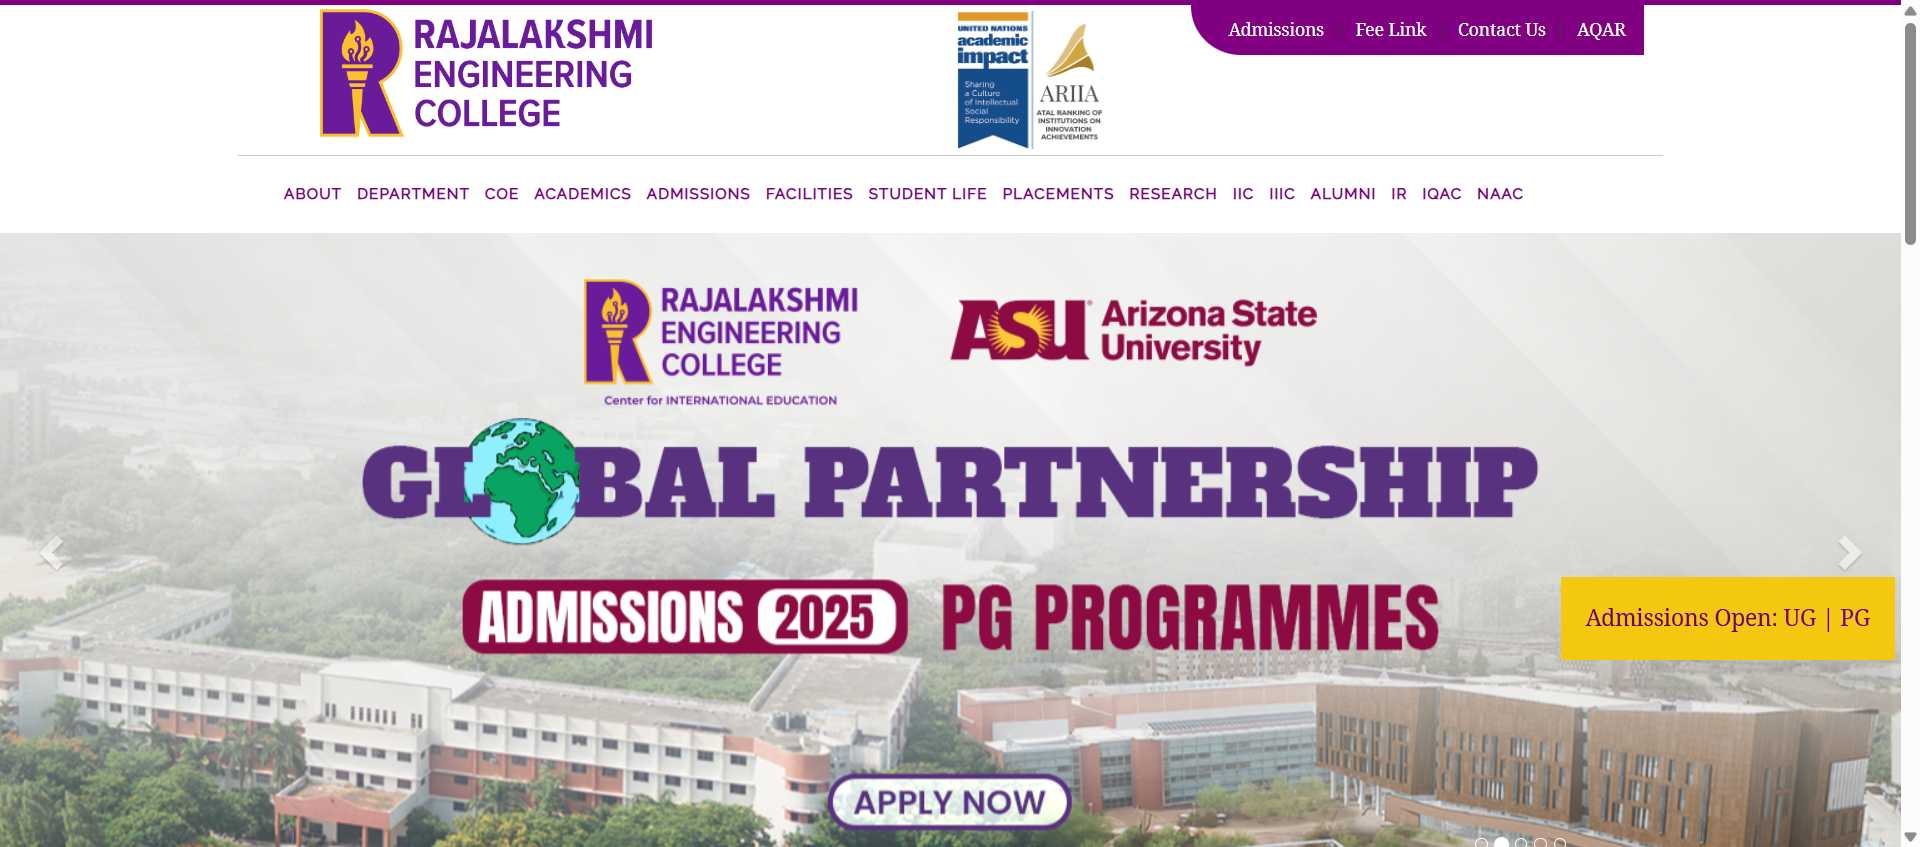 RAJALAKSHMI
ENGINEERING
COLLEGE
UNITED NATIONS
academic
impact
Sharing
a Culture
of Intellectual
Social
Responsibility
ARIIA
ATAL RANKING OF
INSTITUTIONS ON
INNOVATION
ACHIEVEMENTS
Admissions Fee Link Contact Us AQAR
ABOUT DEPARTMENT COE ACADEMICS ADMISSIONS FACILITIES STUDENT LIFE PLACEMENTS RESEARCH IIC IIIC ALUMNI IR IQAC NAAC
RAJALAKSHMI
ENGINEERING
COLLEGE
Center for INTERNATIONAL EDUCATION
ASU Arizona State
University
GLOBAL PARTNERSHIP
ADMISSIONS 2025 PG PROGRAMMES
Admissions Open: UG | PG
APPLY NOW